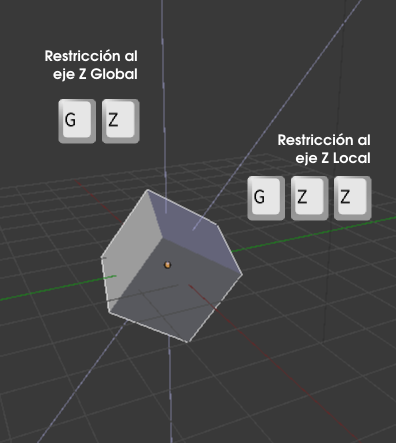 Restricción al
eje Z Global
G Z
Restricción al
eje Z Local
G Z Z